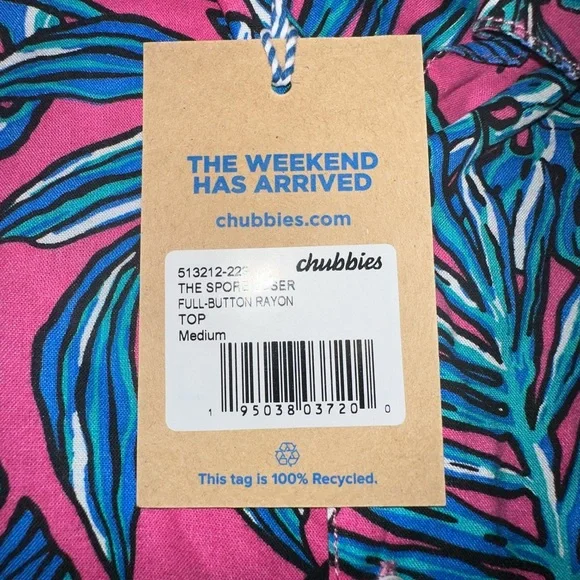 THE WEEKEND
HAS ARRIVED
chubbies.com
chubbies
THE
FULL-BUTTON RAYON
TOP
Medium
1 95038 03720 0
This tag is 100% Recycled.